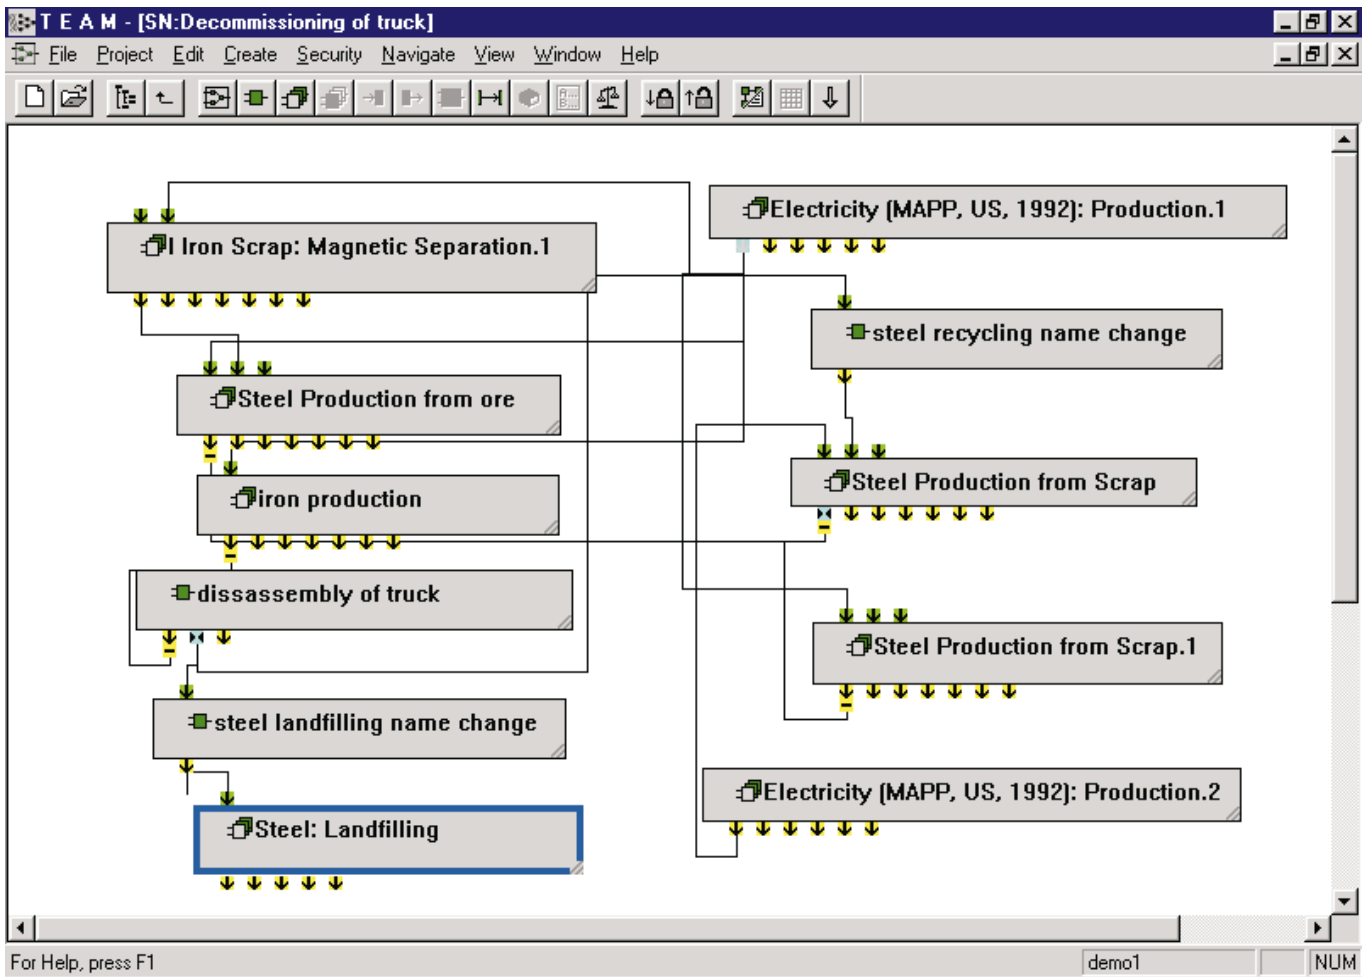 T E A M - [SN:Decommissioning of truck]
File Project Edit Create Security Navigate View Window Help
Electricity (MAPP, US, 1992): Production.1
l Iron Scrap: Magnetic Separation.1
steel recycling name change
Steel Production from ore
Steel Production from Scrap
iron production
dissassembly of truck
Steel Production from Scrap.1
steel landfilling name change
Electricity (MAPP, US, 1992): Production.2
Steel: Landfilling
For Help, press F1 demo1 NUM